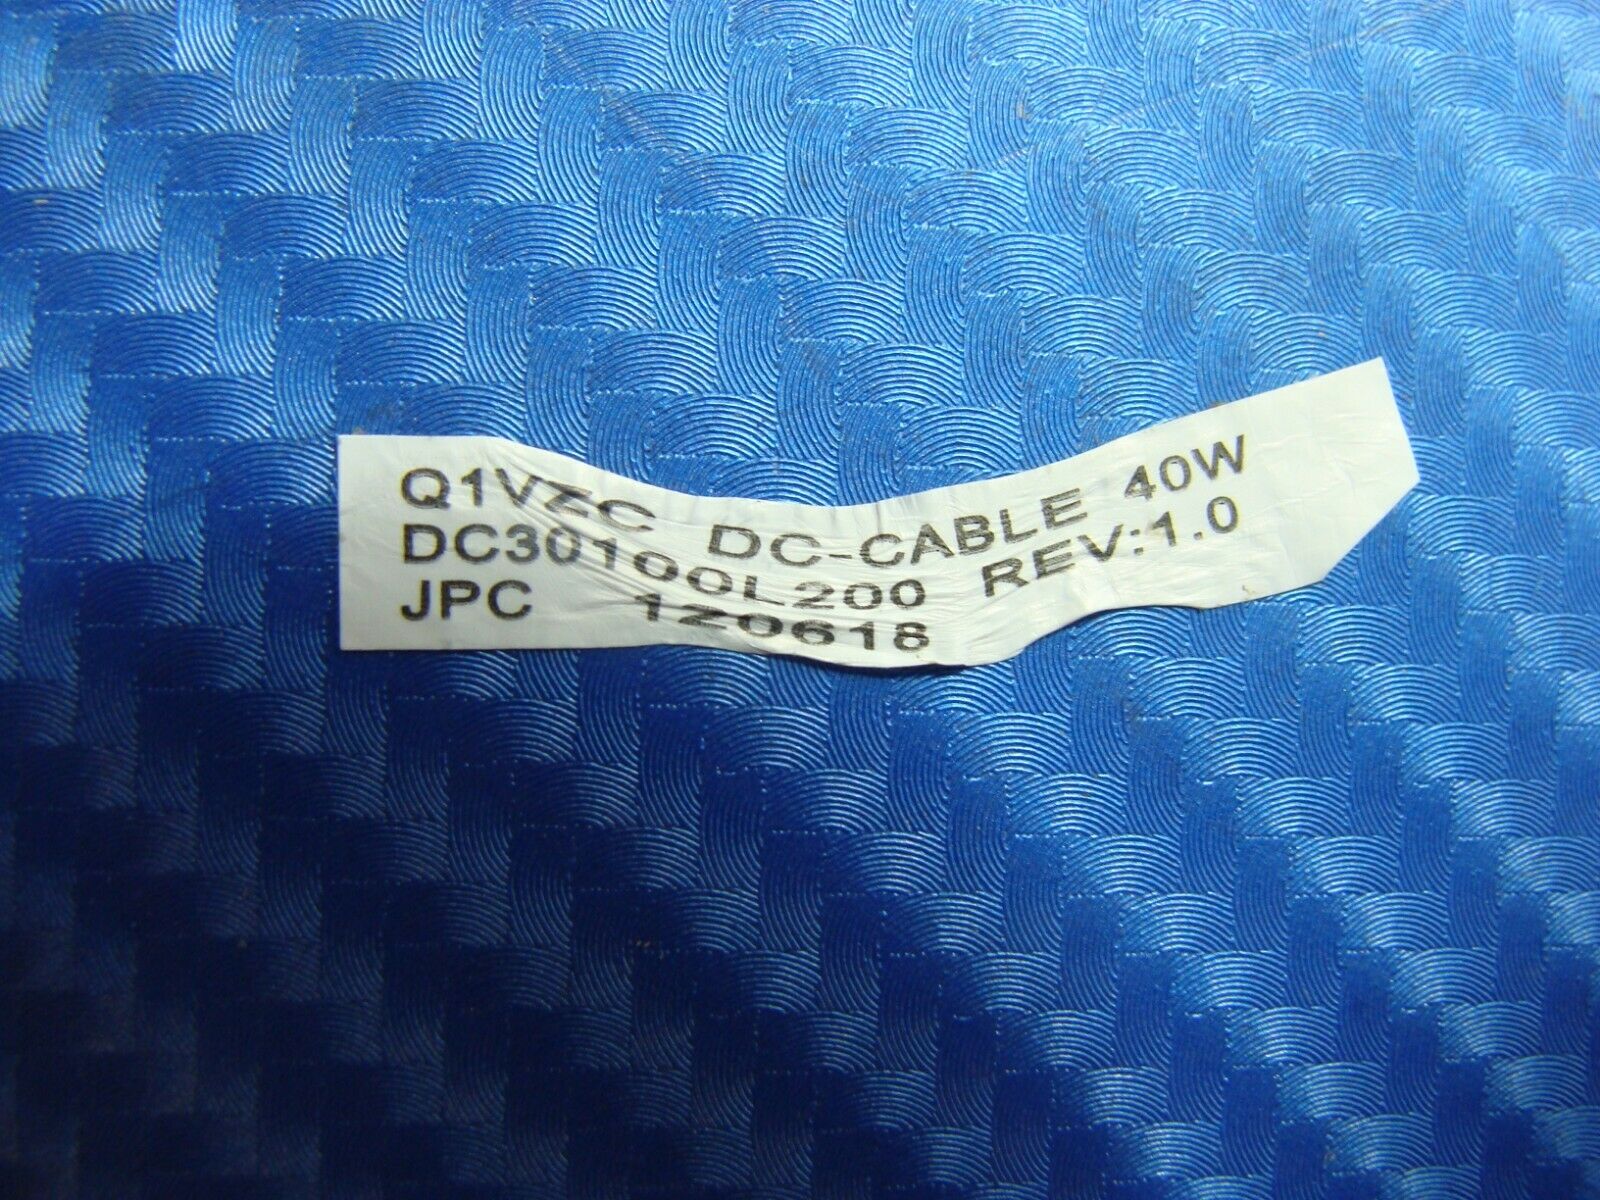 Q1VZC DC-CABLE 40W
DC30100L200 REV:1.0
JPC 120618